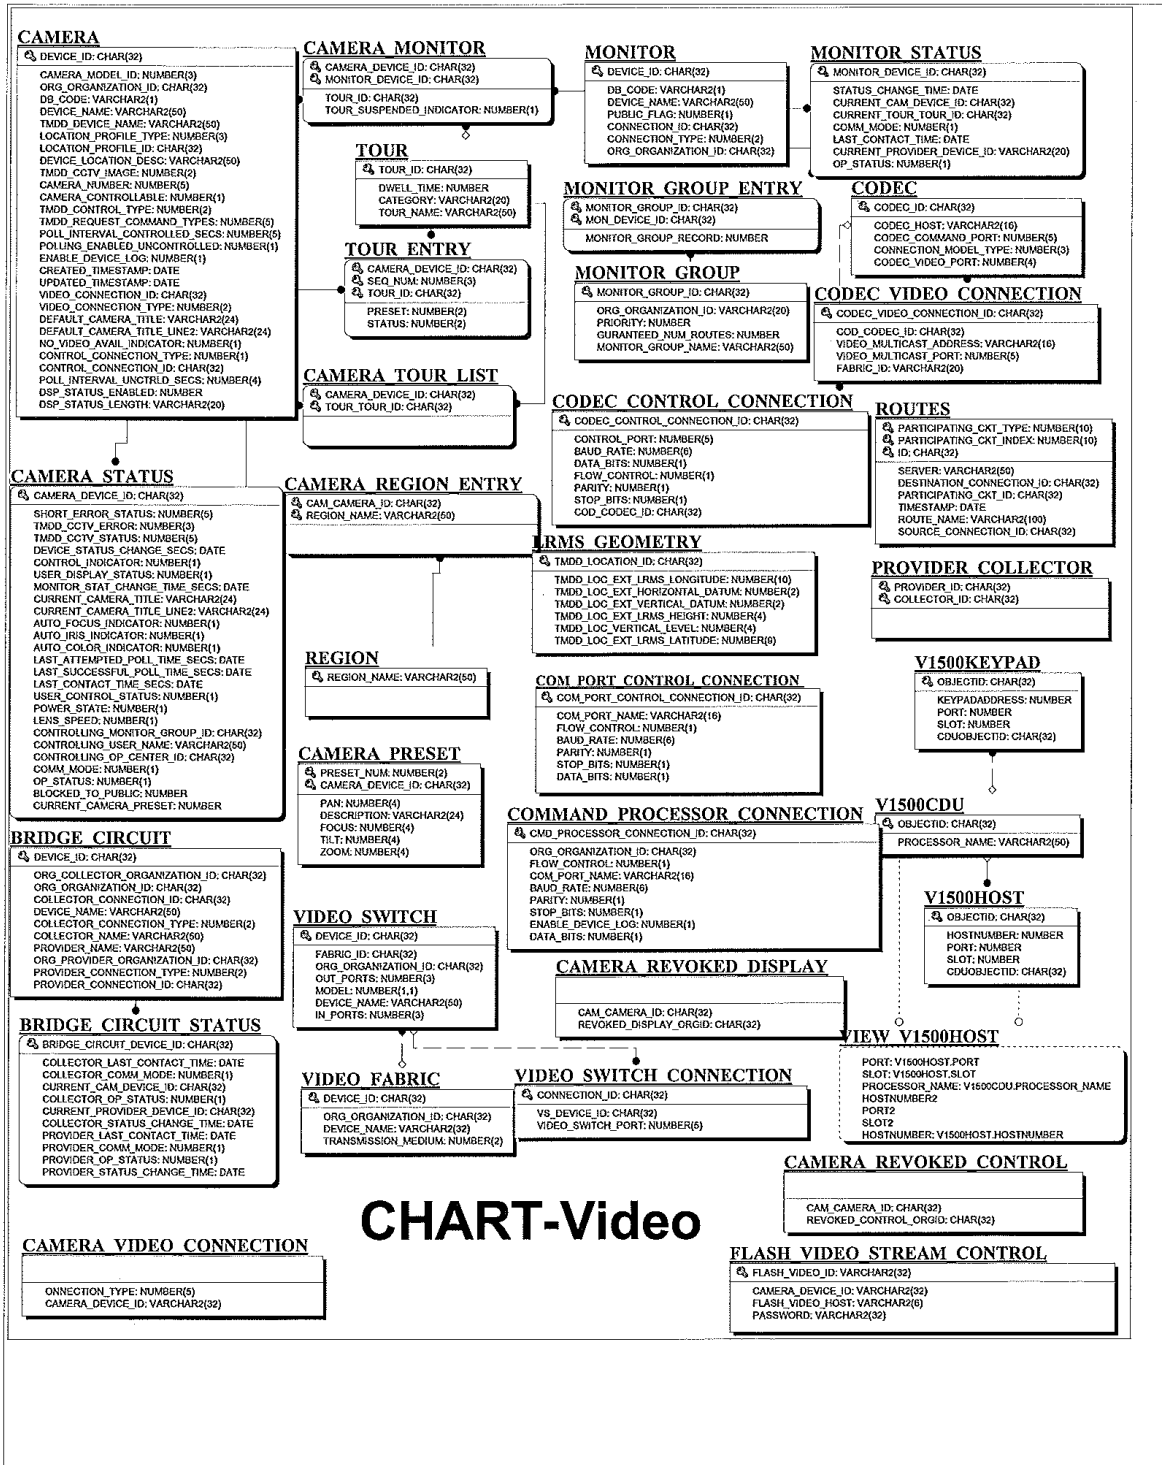 CAMERA
DEVICE_ID: CHAR(32)
CAMERA_MODEL_ID: NUMBER(3)
ORG_ORGANIZATION_ID: CHAR(32)
DB_CODE: VARCHAR2(1)
DEVICE_NAME: VARCHAR2(50)
TMDD_DEVICE_NAME: VARCHAR2(50)
LOCATION_PROFILE_TYPE: NUMBER(3)
LOCATION_PROFILE_ID: CHAR(32)
DEVICE_LOCATION_DESC: VARCHAR2(50)
TMDD_CCTV_IMAGE: NUMBER(2)
CAMERA_NUMBER: NUMBER(5)
CAMERA_CONTROLLABLE: NUMBER(1)
TMDD_CONTROL_TYPE: NUMBER(2)
TMDD_REQUEST_COMMAND_TYPES: NUMBER(5)
POLL_INTERVAL_CONTROLLED_SECS: NUMBER(5)
POLLING_ENABLED_UNCONTROLLED: NUMBER(1)
ENABLE_DEVICE_LOG: NUMBER(1)
CREATED_TIMESTAMP: DATE
UPDATED_TIMESTAMP: DATE
VIDEO_CONNECTION_ID: CHAR(32)
VIDEO_CONNECTION_TYPE: NUMBER(2)
DEFAULT_CAMERA_TITLE: VARCHAR2(24)
DEFAULT_CAMERA_TITLE_LINE2: VARCHAR2(24)
NO_VIDEO_AVAIL_INDICATOR: NUMBER(1)
CONTROL_CONNECTION_TYPE: NUMBER(1)
CONTROL_CONNECTION_ID: CHAR(32)
POLL_INTERVAL_UNCTRLD_SECS: NUMBER(4)
DSP_STATUS_ENABLED: NUMBER
DSP_STATUS_LENGTH: VARCHAR2(20)
CAMERA_MONITOR
CAMERA_DEVICE_ID: CHAR(32)
MONITOR_DEVICE_ID: CHAR(32)
TOUR_ID: CHAR(32)
TOUR_SUSPENDED_INDICATOR: NUMBER(1)
MONITOR
DEVICE_ID: CHAR(32)
DB_CODE: VARCHAR2(1)
DEVICE_NAME: VARCHAR2(50)
PUBLIC_FLAG: NUMBER(1)
CONNECTION_ID: CHAR(32)
CONNECTION_TYPE: NUMBER(2)
ORG_ORGANIZATION_ID: CHAR(32)
MONITOR_STATUS
MONITOR_DEVICE_ID: CHAR(32)
STATUS_CHANGE_TIME: DATE
CURRENT_CAM_DEVICE_ID: CHAR(32)
CURRENT_TOUR_TOUR_ID: CHAR(32)
COMM_MODE: NUMBER(1)
LAST_CONTACT_TIME: DATE
CURRENT_PROVIDER_DEVICE_ID: VARCHAR2(20)
OP_STATUS: NUMBER(1)
TOUR
TOUR_ID: CHAR(32)
DWELL_TIME: NUMBER
CATEGORY: VARCHAR2(20)
TOUR_NAME: VARCHAR2(50)
MONITOR_GROUP_ENTRY
MONITOR_GROUP_ID: CHAR(32)
MON_DEVICE_ID: CHAR(32)
MONITOR_GROUP_RECORD: NUMBER
CODEC
CODEC_ID: CHAR(32)
CODEC_HOST: VARCHAR2(16)
CODEC_COMMAND_PORT: NUMBER(5)
CONNECTION_MODEL_TYPE: NUMBER(3)
CODEC_VIDEO_PORT: NUMBER(4)
TOUR_ENTRY
CAMERA_DEVICE_ID: CHAR(32)
SEQ_NUM: NUMBER(3)
TOUR_ID: CHAR(32)
PRESET: NUMBER(2)
STATUS: NUMBER(2)
MONITOR_GROUP
MONITOR_GROUP_ID: CHAR(32)
ORG_ORGANIZATION_ID: VARCHAR2(20)
PRIORITY: NUMBER
GURANTEED_NUM_ROUTES: NUMBER
MONITOR_GROUP_NAME: VARCHAR2(50)
CODEC_VIDEO_CONNECTION
CODEC_VIDEO_CONNECTION_ID: CHAR(32)
COD_CODEC_ID: CHAR(32)
VIDEO_MULTICAST_ADDRESS: VARCHAR2(16)
VIDEO_MULTICAST_PORT: NUMBER(5)
FABRIC_ID: VARCHAR2(20)
CAMERA_TOUR_LIST
CAMERA_DEVICE_ID: CHAR(32)
TOUR_TOUR_ID: CHAR(32)
CODEC_CONTROL_CONNECTION
CODEC_CONTROL_CONNECTION_ID: CHAR(32)
CONTROL_PORT: NUMBER(5)
BAUD_RATE: NUMBER(6)
DATA_BITS: NUMBER(1)
FLOW_CONTROL: NUMBER(1)
PARITY: NUMBER(1)
STOP_BITS: NUMBER(1)
COD_CODEC_ID: CHAR(32)
ROUTES
PARTICIPATING_CKT_TYPE: NUMBER(10)
PARTICIPATING_CKT_INDEX: NUMBER(10)
ID: CHAR(32)
SERVER: VARCHAR2(50)
DESTINATION_CONNECTION_ID: CHAR(32)
PARTICIPATING_CKT_ID: CHAR(32)
TIMESTAMP: DATE
ROUTE_NAME: VARCHAR2(100)
SOURCE_CONNECTION_ID: CHAR(32)
CAMERA_STATUS
CAMERA_DEVICE_ID: CHAR(32)
SHORT_ERROR_STATUS: NUMBER(5)
TMDD_CCTV_ERROR: NUMBER(3)
TMDD_CCTV_STATUS: NUMBER(5)
DEVICE_STATUS_CHANGE_SECS: DATE
CONTROL_INDICATOR: NUMBER(1)
USER_DISPLAY_STATUS: NUMBER(1)
MONITOR_STAT_CHANGE_TIME_SECS: DATE
CURRENT_CAMERA_TITLE: VARCHAR2(24)
CURRENT_CAMERA_TITLE_LINE2: VARCHAR2(24)
AUTO_FOCUS_INDICATOR: NUMBER(1)
AUTO_IRIS_INDICATOR: NUMBER(1)
AUTO_COLOR_INDICATOR: NUMBER(1)
LAST_ATTEMPTED_POLL_TIME_SECS: DATE
LAST_SUCCESSFUL_POLL_TIME_SECS: DATE
LAST_CONTACT_TIME_SECS: DATE
USER_CONTROL_STATUS: NUMBER(1)
POWER_STATE: NUMBER(1)
LENS_SPEED: NUMBER(1)
CONTROLLING_MONITOR_GROUP_ID: CHAR(32)
CONTROLLING_USER_NAME: VARCHAR2(50)
CONTROLLING_OP_CENTER_ID: CHAR(32)
COMM_MODE: NUMBER(1)
OP_STATUS: NUMBER(1)
BLOCKED_TO_PUBLIC: NUMBER
CURRENT_CAMERA_PRESET: NUMBER
CAMERA_REGION_ENTRY
CAM_CAMERA_ID: CHAR(32)
REGION_NAME: VARCHAR2(50)
LRMS_GEOMETRY
TMDD_LOCATION_ID: CHAR(32)
TMDD_LOC_EXT_LRMS_LONGITUDE: NUMBER(10)
TMDD_LOC_EXT_HORIZONTAL_DATUM: NUMBER(2)
TMDD_LOC_EXT_VERTICAL_DATUM: NUMBER(2)
TMDD_LOC_EXT_LRMS_HEIGHT: NUMBER(4)
TMDD_LOC_VERTICAL_LEVEL: NUMBER(4)
TMDD_LOC_EXT_LRMS_LATITUDE: NUMBER(9)
PROVIDER_COLLECTOR
PROVIDER_ID: CHAR(32)
COLLECTOR_ID: CHAR(32)
REGION
REGION_NAME: VARCHAR2(50)
V1500KEYPAD
OBJECTID: CHAR(32)
KEYPADADDRESS: NUMBER
PORT: NUMBER
SLOT: NUMBER
CDUOBJECTID: CHAR(32)
COM_PORT_CONTROL_CONNECTION
COM_PORT_CONTROL_CONNECTION_ID: CHAR(32)
COM_PORT_NAME: VARCHAR2(16)
FLOW_CONTROL: NUMBER(1)
BAUD_RATE: NUMBER(6)
PARITY: NUMBER(1)
STOP_BITS: NUMBER(1)
DATA_BITS: NUMBER(1)
CAMERA_PRESET
PRESET_NUM: NUMBER(2)
CAMERA_DEVICE_ID: CHAR(32)
PAN: NUMBER(4)
DESCRIPTION: VARCHAR2(24)
FOCUS: NUMBER(4)
TILT: NUMBER(4)
ZOOM: NUMBER(4)
COMMAND_PROCESSOR_CONNECTION
CMD_PROCESSOR_CONNECTION_ID: CHAR(32)
ORG_ORGANIZATION_ID: CHAR(32)
FLOW_CONTROL: NUMBER(1)
COM_PORT_NAME: VARCHAR2(16)
BAUD_RATE: NUMBER(6)
PARITY: NUMBER(1)
STOP_BITS: NUMBER(1)
ENABLE_DEVICE_LOG: NUMBER(1)
DATA_BITS: NUMBER(1)
V1500CDU
OBJECTID: CHAR(32)
PROCESSOR_NAME: VARCHAR2(50)
BRIDGE_CIRCUIT
DEVICE_ID: CHAR(32)
ORG_COLLECTOR_ORGANIZATION_ID: CHAR(32)
ORG_ORGANIZATION_ID: CHAR(32)
COLLECTOR_CONNECTION_ID: CHAR(32)
DEVICE_NAME: VARCHAR2(50)
COLLECTOR_CONNECTION_TYPE: NUMBER(2)
COLLECTOR_NAME: VARCHAR2(50)
PROVIDER_NAME: VARCHAR2(50)
ORG_PROVIDER_ORGANIZATION_ID: CHAR(32)
PROVIDER_CONNECTION_TYPE: NUMBER(2)
PROVIDER_CONNECTION_ID: CHAR(32)
V1500HOST
OBJECTID: CHAR(32)
HOSTNUMBER: NUMBER
PORT: NUMBER
SLOT: NUMBER
CDUOBJECTID: CHAR(32)
VIDEO_SWITCH
DEVICE_ID: CHAR(32)
FABRIC_ID: CHAR(32)
ORG_ORGANIZATION_ID: CHAR(32)
OUT_PORTS: NUMBER(3)
MODEL: NUMBER(1,1)
DEVICE_NAME: VARCHAR2(50)
IN_PORTS: NUMBER(3)
CAMERA_REVOKED_DISPLAY
CAM_CAMERA_ID: CHAR(32)
REVOKED_DISPLAY_ORGID: CHAR(32)
BRIDGE_CIRCUIT_STATUS
BRIDGE_CIRCUIT_DEVICE_ID: CHAR(32)
COLLECTOR_LAST_CONTACT_TIME: DATE
COLLECTOR_COMM_MODE: NUMBER(1)
CURRENT_CAM_DEVICE_ID: CHAR(32)
COLLECTOR_OP_STATUS: NUMBER(1)
CURRENT_PROVIDER_DEVICE_ID: CHAR(32)
COLLECTOR_STATUS_CHANGE_TIME: DATE
PROVIDER_LAST_CONTACT_TIME: DATE
PROVIDER_COMM_MODE: NUMBER(1)
PROVIDER_OP_STATUS: NUMBER(1)
PROVIDER_STATUS_CHANGE_TIME: DATE
VIDEO_FABRIC
DEVICE_ID: CHAR(32)
ORG_ORGANIZATION_ID: CHAR(32)
DEVICE_NAME: VARCHAR2(32)
TRANSMISSION_MEDIUM: NUMBER(2)
VIDEO_SWITCH_CONNECTION
CONNECTION_ID: CHAR(32)
VS_DEVICE_ID: CHAR(32)
VIDEO_SWITCH_PORT: NUMBER(5)
VIEW_V1500HOST
PORT: V1500HOST.PORT
SLOT: V1500HOST.SLOT
PROCESSOR_NAME: V1500CDU.PROCESSOR_NAME
HOSTNUMBER2
PORT2
SLOT2
HOSTNUMBER: V1500HOST.HOSTNUMBER
CAMERA_REVOKED_CONTROL
CAM_CAMERA_ID: CHAR(32)
REVOKED_CONTROL_ORGID: CHAR(32)
CHART-Video
CAMERA_VIDEO_CONNECTION
ONNECTION_TYPE: NUMBER(5)
CAMERA_DEVICE_ID: VARCHAR2(32)
FLASH_VIDEO_STREAM_CONTROL
FLASH_VIDEO_ID: VARCHAR2(32)
CAMERA_DEVICE_ID: VARCHAR2(32)
FLASH_VIDEO_HOST: VARCHAR2(6)
PASSWORD: VARCHAR2(32)